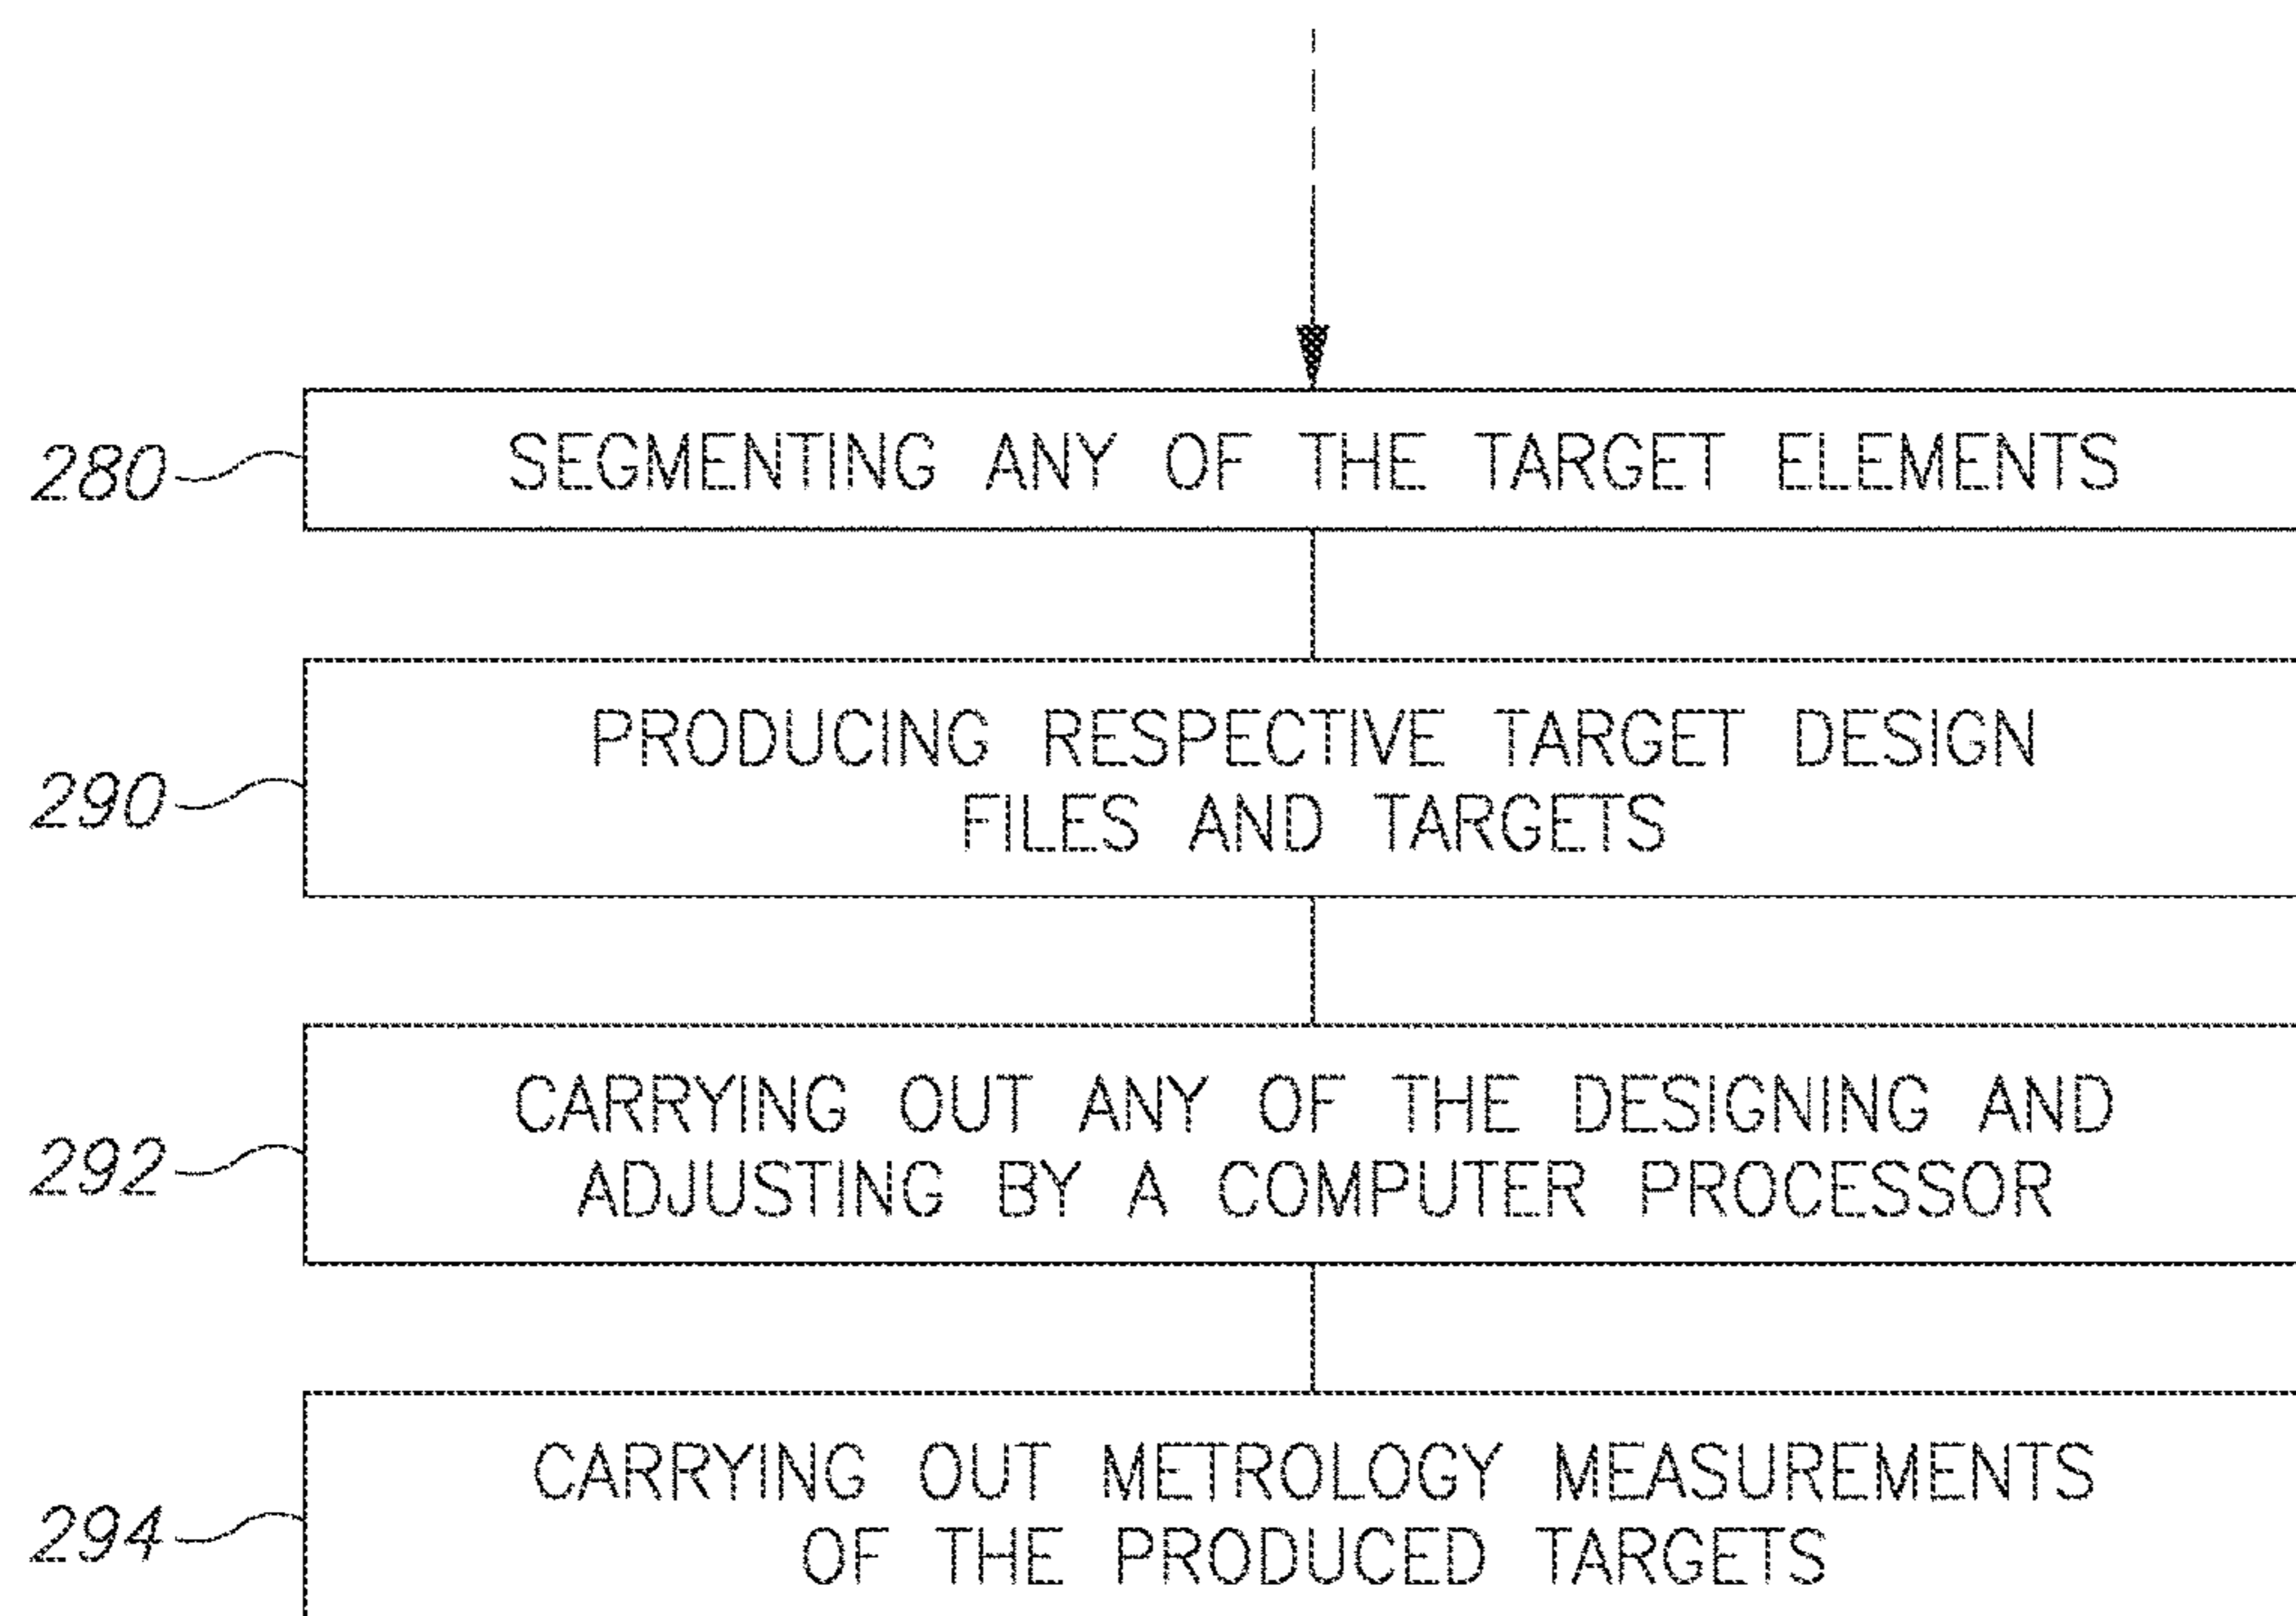 280 SEGMENTING ANY OF THE TARGET ELEMENTS
PRODUCING RESPECTIVE TARGET DESIGN
290
FILES AND TARGETS
CARRYING OUT ANY OF THE DESIGNING AND
292
ADJUSTING BY A COMPUTER PROCESSOR
CARRYING OUT METROLOGY MEASUREMENTS
294
OF THE PRODUCED TARGETS